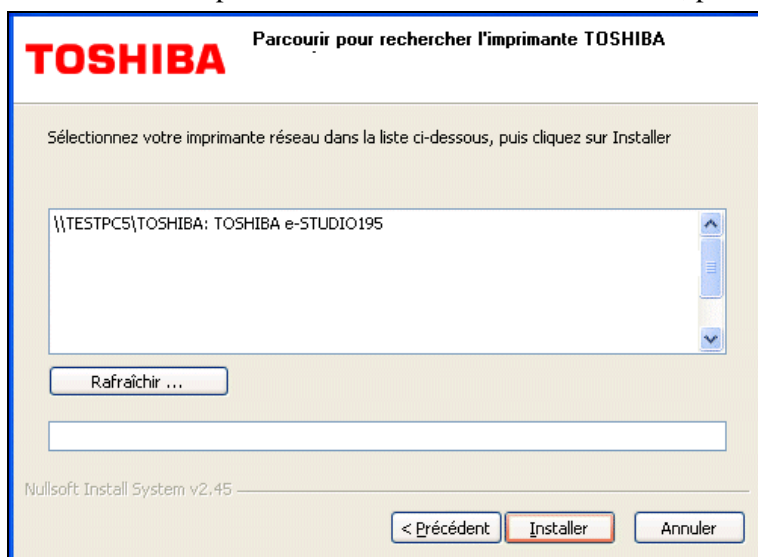 Parcourir pour rechercher l'imprimante TOSHIBA
TOSHIBA
Sélectionnez votre imprimante réseau dans la liste ci-dessous, puis cliquez sur Installer
\\TESTPC5\TOSHIBA: TOSHIBA e-STUDIO195
Rafraîchir ...
Nullsoft Install System v2.45
< Précédent Installer Annuler